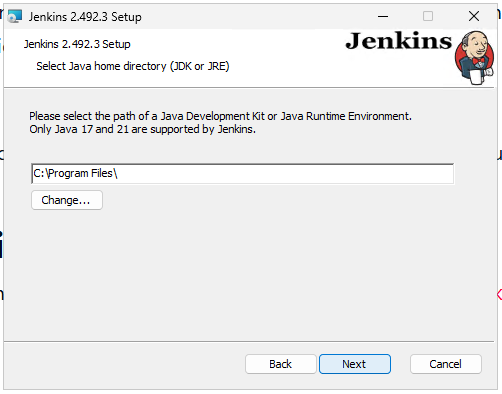 Jenkins 2.492.3 Setup
Jenkins 2.492.3 Setup
Jenkins
Select Java home directory (JDK or JRE)
Please select the path of a Java Development Kit or Java Runtime Environment.
Only Java 17 and 21 are supported by Jenkins.
C:\Program Files\
Change...
Back
Next
Cancel